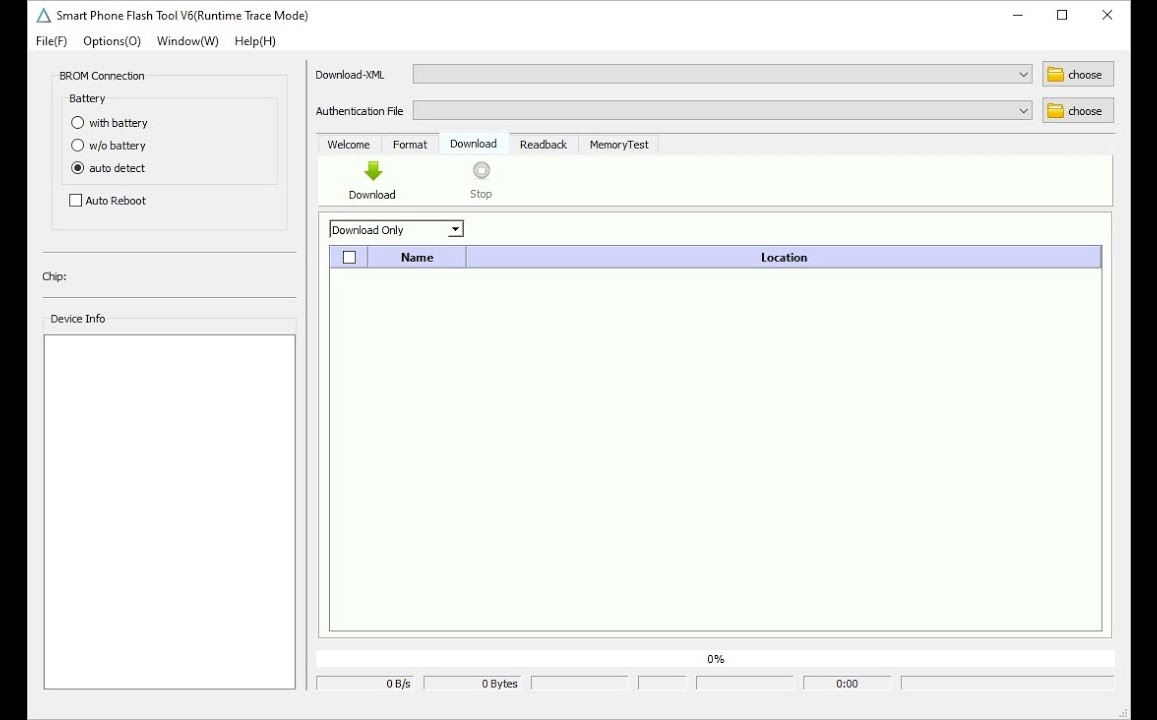 Smart Phone Flash Tool V6(Runtime Trace Mode)
File(F) Options(O) Window(W) Help(H)
BROM Connection
Battery
with battery
w/o battery
auto detect
Auto Reboot
Chip:
Device Info
Download-XML choose
Authentication File choose
Welcome Format Download Readback MemoryTest
Download Stop
Download Only
Name Location
0%
0 B/s 0 Bytes 0:00